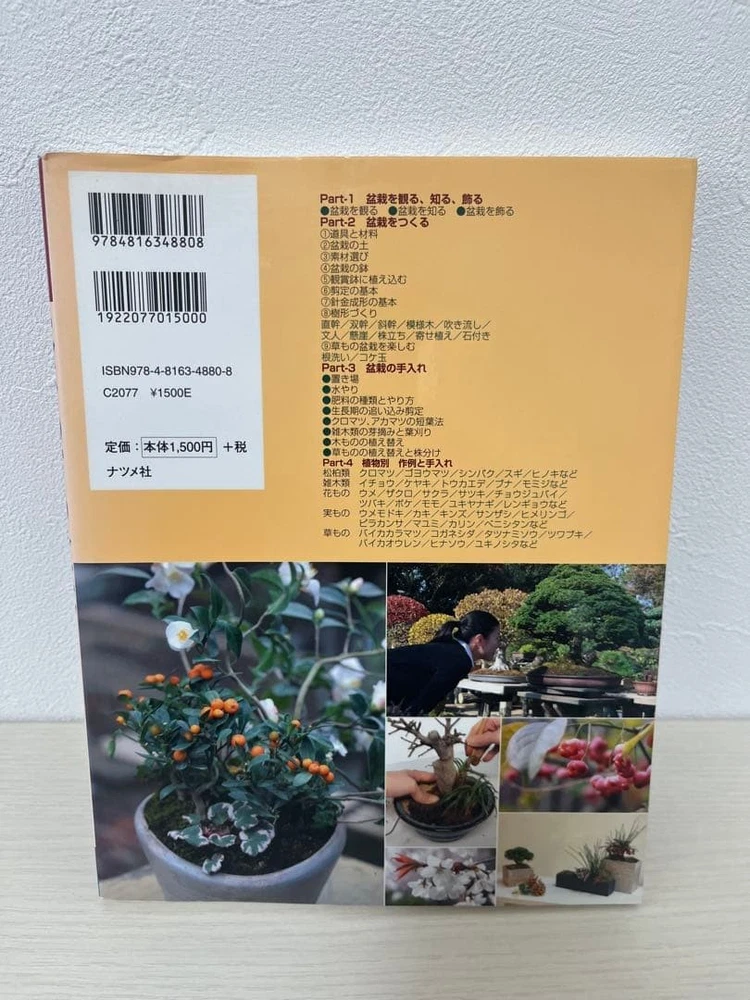 9784816348808
1922077015000
ISBN978-4-8163-4880-8
C2077 ¥1500E
定価：本体1,500円＋税
ナツメ社
Part-1 盆栽を観る、知る、飾る
●盆栽を観る ●盆栽を知る ●盆栽を飾る
Part-2 盆栽をつくる
①道具と材料
②盆栽の土
③素材選び
④盆栽の鉢
⑤観賞鉢に植え込む
⑥剪定の基本
⑦針金成形の基本
⑧樹形づくり
直幹／双幹／斜幹／模様木／吹き流し／
文人／懸崖／株立ち／寄せ植え／石付き
⑨草もの盆栽を楽しむ
根洗い／コケ玉
Part-3 盆栽の手入れ
●置き場
●水やり
●肥料の種類とやり方
●生長期の追い込み剪定
●クロマツ、アカマツの短葉法
●雑木類の芽摘みと葉刈り
●木ものの植え替え
●草ものの植え替えと株分け
Part-4 植物別 作例と手入れ
松柏類 クロマツ／ゴヨウマツ／シンパク／スギ／ヒノキなど
雑木類 イチョウ／ケヤキ／トウカエデ／ブナ／モミジなど
花もの ウメ／ザクロ／サクラ／サツキ／チョウジュバイ／
ツバキ／ボケ／モモ／ユキヤナギ／レンギョウなど
実もの ウメモドキ／カキ／キンズ／サンザシ／ヒメリンゴ／
ピラカンサ／マユミ／カリン／ベニシタンなど
草もの バイカカラマツ／コガネシダ／タツナミソウ／ツワブキ／
バイカオウレン／ヒナソウ／ユキノシタなど